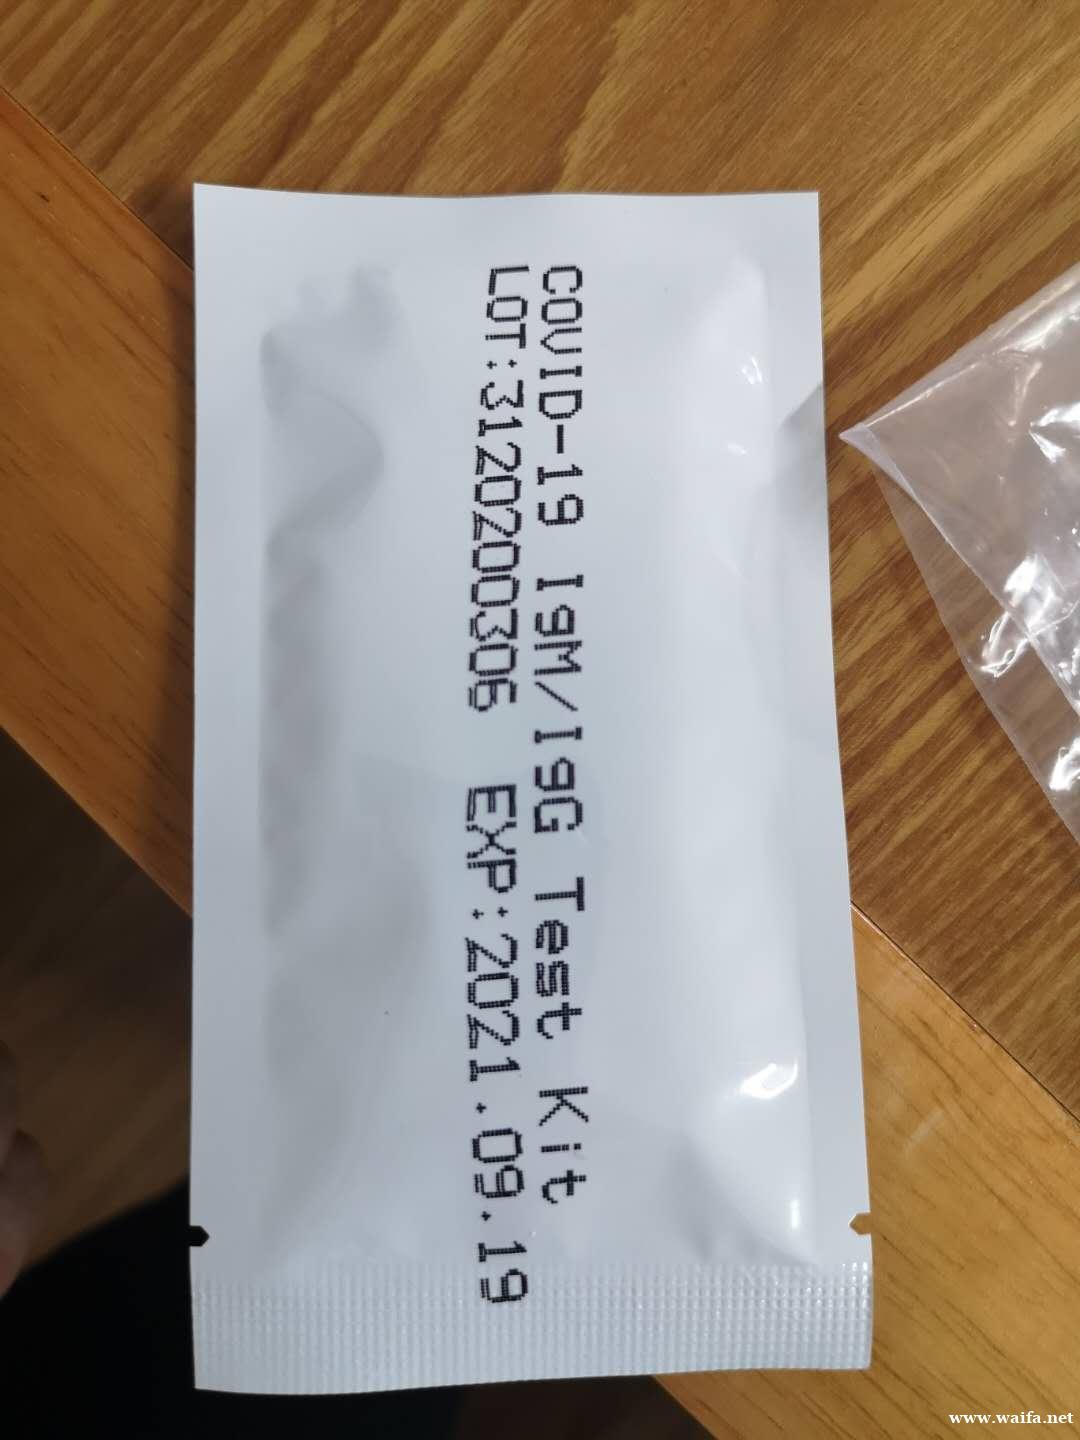 COVID-19 IgM/IgG Test Kit
LOT:3120200306 EXP:2021.09.19
www.waifa.net